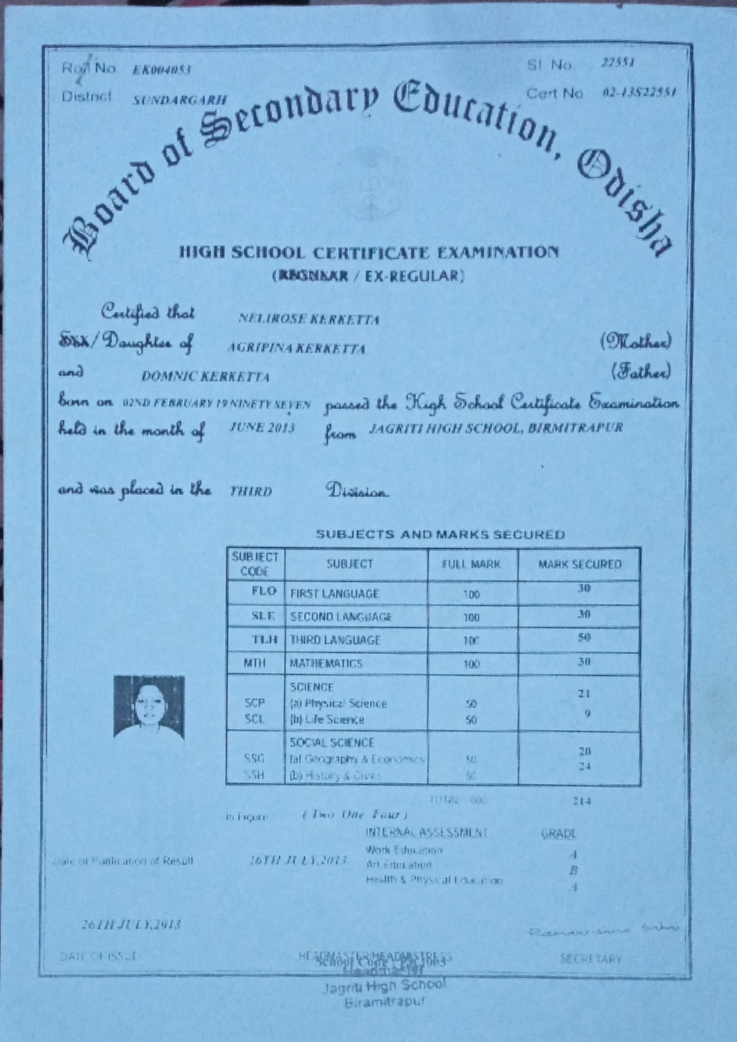 Roll No. EK004053 Sl. No. 22551
District SUNDARGARH Cert No 02-13S22551
Board of Secondary Education, Odisha
HIGH SCHOOL CERTIFICATE EXAMINATION
(REGULAR / EX-REGULAR)
Certified that NELIROSE KERKETTA
Son/Daughter of AGRIPINA KERKETTA (Mother)
and DOMNIC KERKETTA (Father)
born on 02ND FEBRUARY 19 NINETY SEVEN passed the High School Certificate Examination
held in the month of JUNE 2013 from JAGRITI HIGH SCHOOL, BIRMITRAPUR
and was placed in the THIRD Division.
SUBJECTS AND MARKS SECURED
SUBJECT CODE SUBJECT FULL MARK MARK SECURED
FLO FIRST LANGUAGE 100 30
SLE SECOND LANGUAGE 100 30
TLH THIRD LANGUAGE 100 50
MTH MATHEMATICS 100 30
SCIENCE
SCP (a) Physical Science 50 21
SCL (b) Life Science 50 9
SOCIAL SCIENCE
SSG (a) Geography & Economics 50 20
SSH (b) History & Civics 50 24
TOTAL 600 214
In Figure (Two One Four)
INTERNAL ASSESSMENT GRADE
Work Education A
Art Education B
Health & Physical Education A
Date of Publication of Result 26TH JULY,2013
26TH JULY,2013
DATE OF ISSUE HEADMASTER/HEADMISTRESS SECRETARY
School Code
Headmaster
Jagriti High School
Biramitrapur